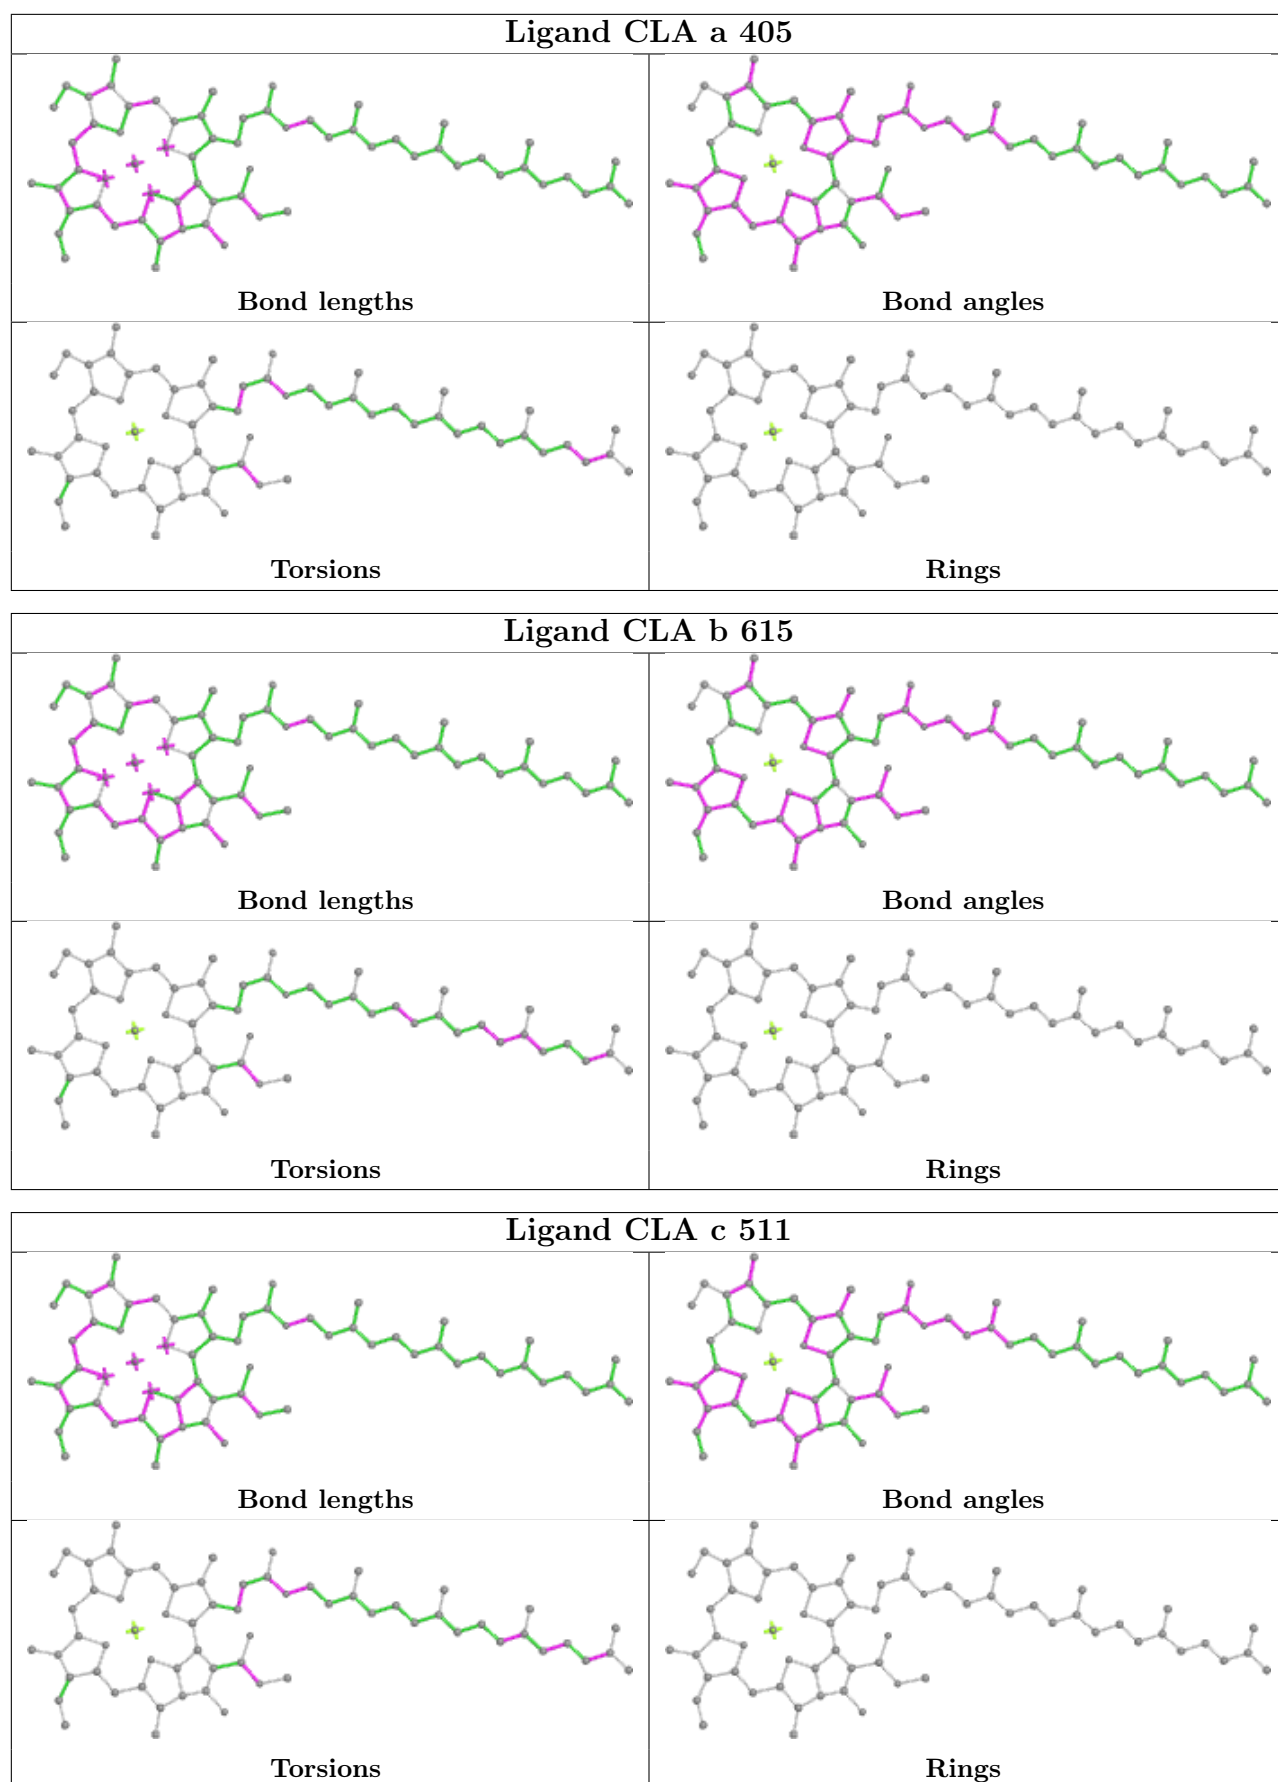 Ligand CLA a 405
Bond lengths
Bond angles
Torsions
Rings
Ligand CLA b 615
Bond lengths
Bond angles
Torsions
Rings
Ligand CLA c 511
Bond lengths
Bond angles
Torsions
Rings